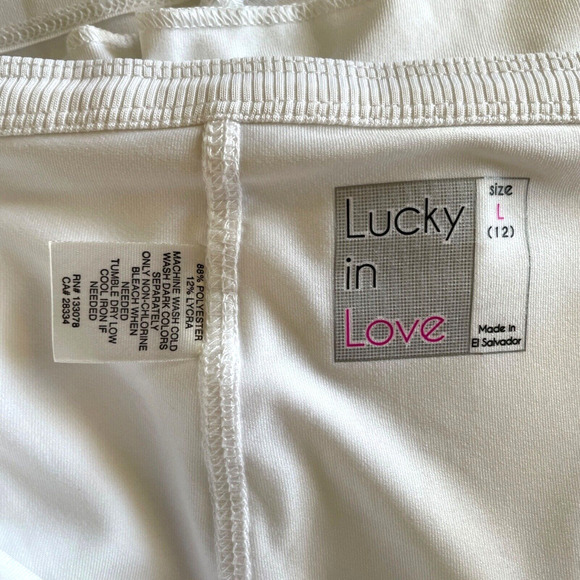 88% POLYESTER
12% LYCRA
MACHINE WASH COLD
WASH DARK COLORS
SEPARATELY
ONLY NON-CHLORINE
BLEACH WHEN
NEEDED
TUMBLE DRY LOW
COOL IRON IF
NEEDED
RN# 133078
CA# 28334
Lucky
in
Love
size
L
(12)
Made in
El Salvador